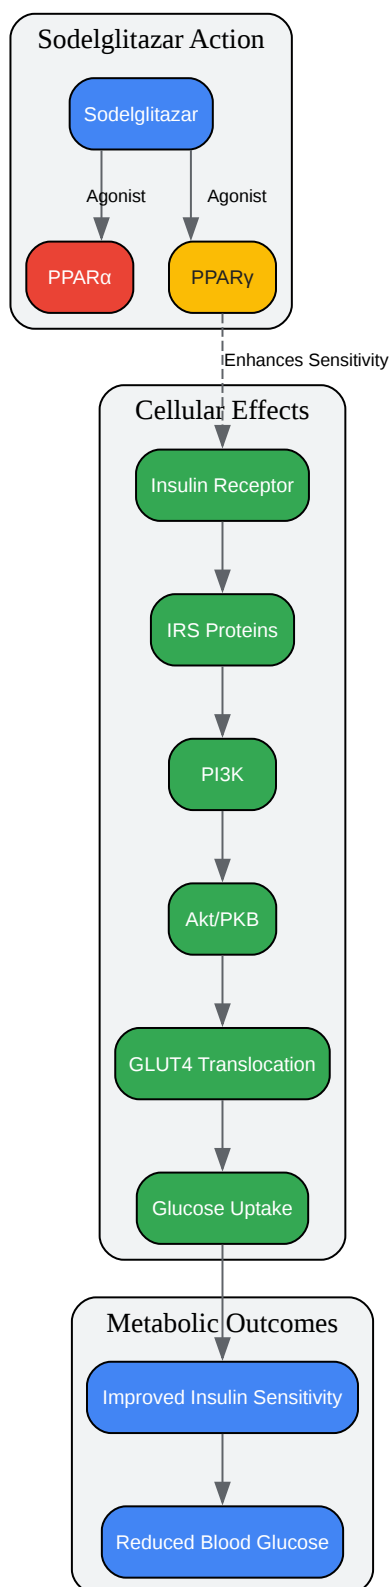 Sodelglitazar Action
Sodelglitazar
Agonist
Agonist
PPARα
PPARγ
Enhances Sensitivity
Cellular Effects
Insulin Receptor
IRS Proteins
PI3K
Akt/PKB
GLUT4 Translocation
Glucose Uptake
Metabolic Outcomes
Improved Insulin Sensitivity
Reduced Blood Glucose